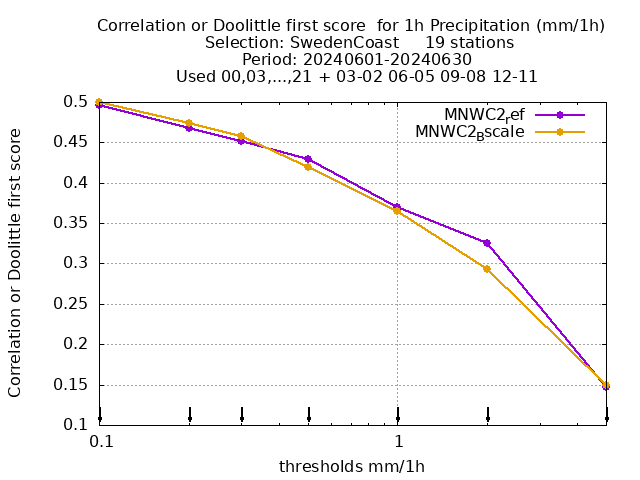 Correlation or Doolittle first score  for 1h Precipitation (mm/1h)
Selection: SwedenCoast     19 stations
Period: 20240601-20240630
Used 00,03,...,21 + 03-02 06-05 09-08 12-11
Correlation or Doolittle first score
0.5
0.45
0.4
0.35
0.3
0.25
0.2
0.15
0.1
MNWC2_ref
MNWC2_Bscale
0.1
1
thresholds mm/1h